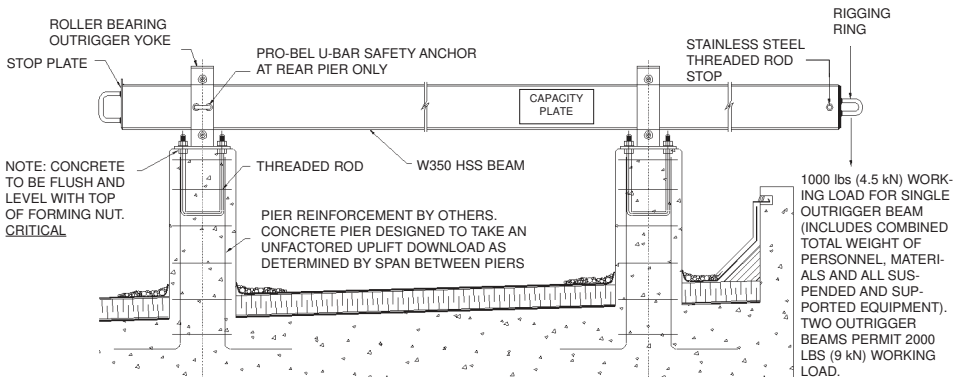 ROLLER BEARING
OUTRIGGER YOKE
STOP PLATE
PRO-BEL U-BAR SAFETY ANCHOR
AT REAR PIER ONLY
RIGGING
RING
STAINLESS STEEL
THREADED ROD
STOP
CAPACITY
PLATE
NOTE: CONCRETE
TO BE FLUSH AND
LEVEL WITH TOP
OF FORMING NUT.
CRITICAL
THREADED ROD
W350 HSS BEAM
PIER REINFORCEMENT BY OTHERS.
CONCRETE PIER DESIGNED TO TAKE AN
UNFACTORED UPLIFT DOWNLOAD AS
DETERMINED BY SPAN BETWEEN PIERS
1000 lbs (4.5 kN) WORK-
ING LOAD FOR SINGLE
OUTRIGGER BEAM
(INCLUDES COMBINED
TOTAL WEIGHT OF
PERSONNEL, MATERI-
ALS AND ALL SUS-
PENDED AND SUP-
PORTED EQUIPMENT).
TWO OUTRIGGER
BEAMS PERMIT 2000
LBS (9 kN) WORKING
LOAD.